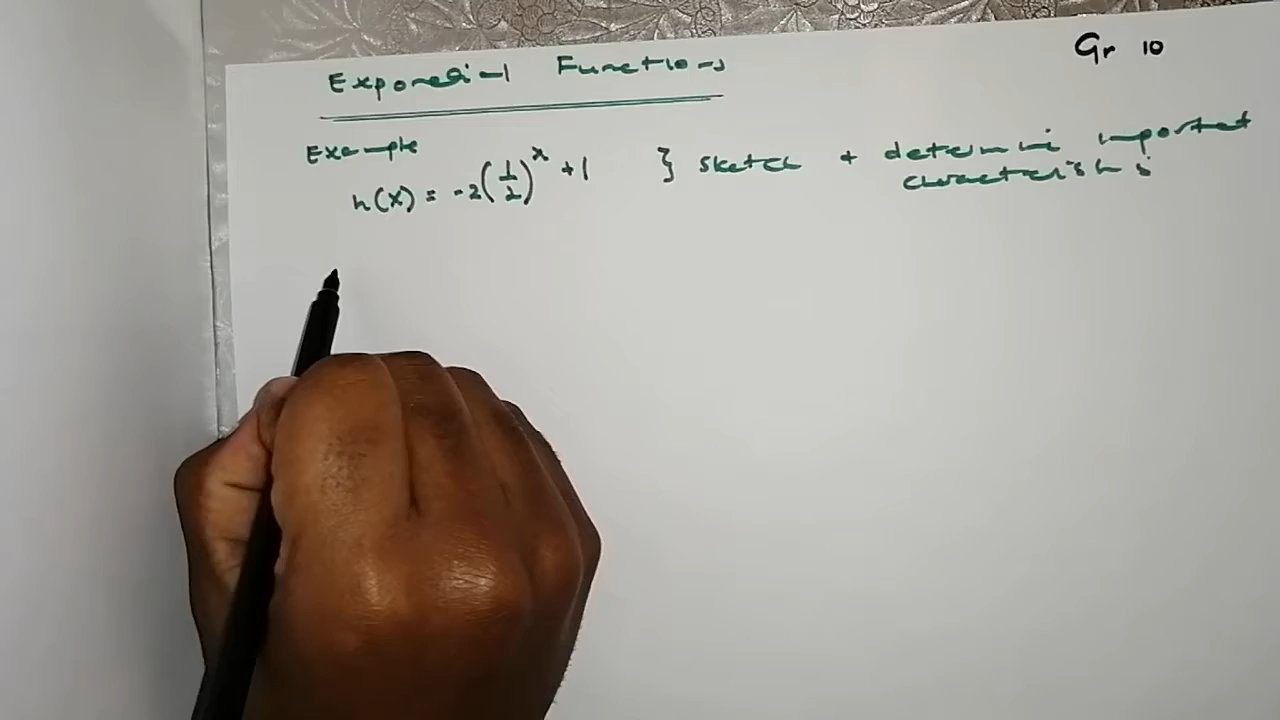 Gr 10
Exponential Functions
Example
h(x) = -2(1/2)^x + 1 } sketch + determine important
characteristics